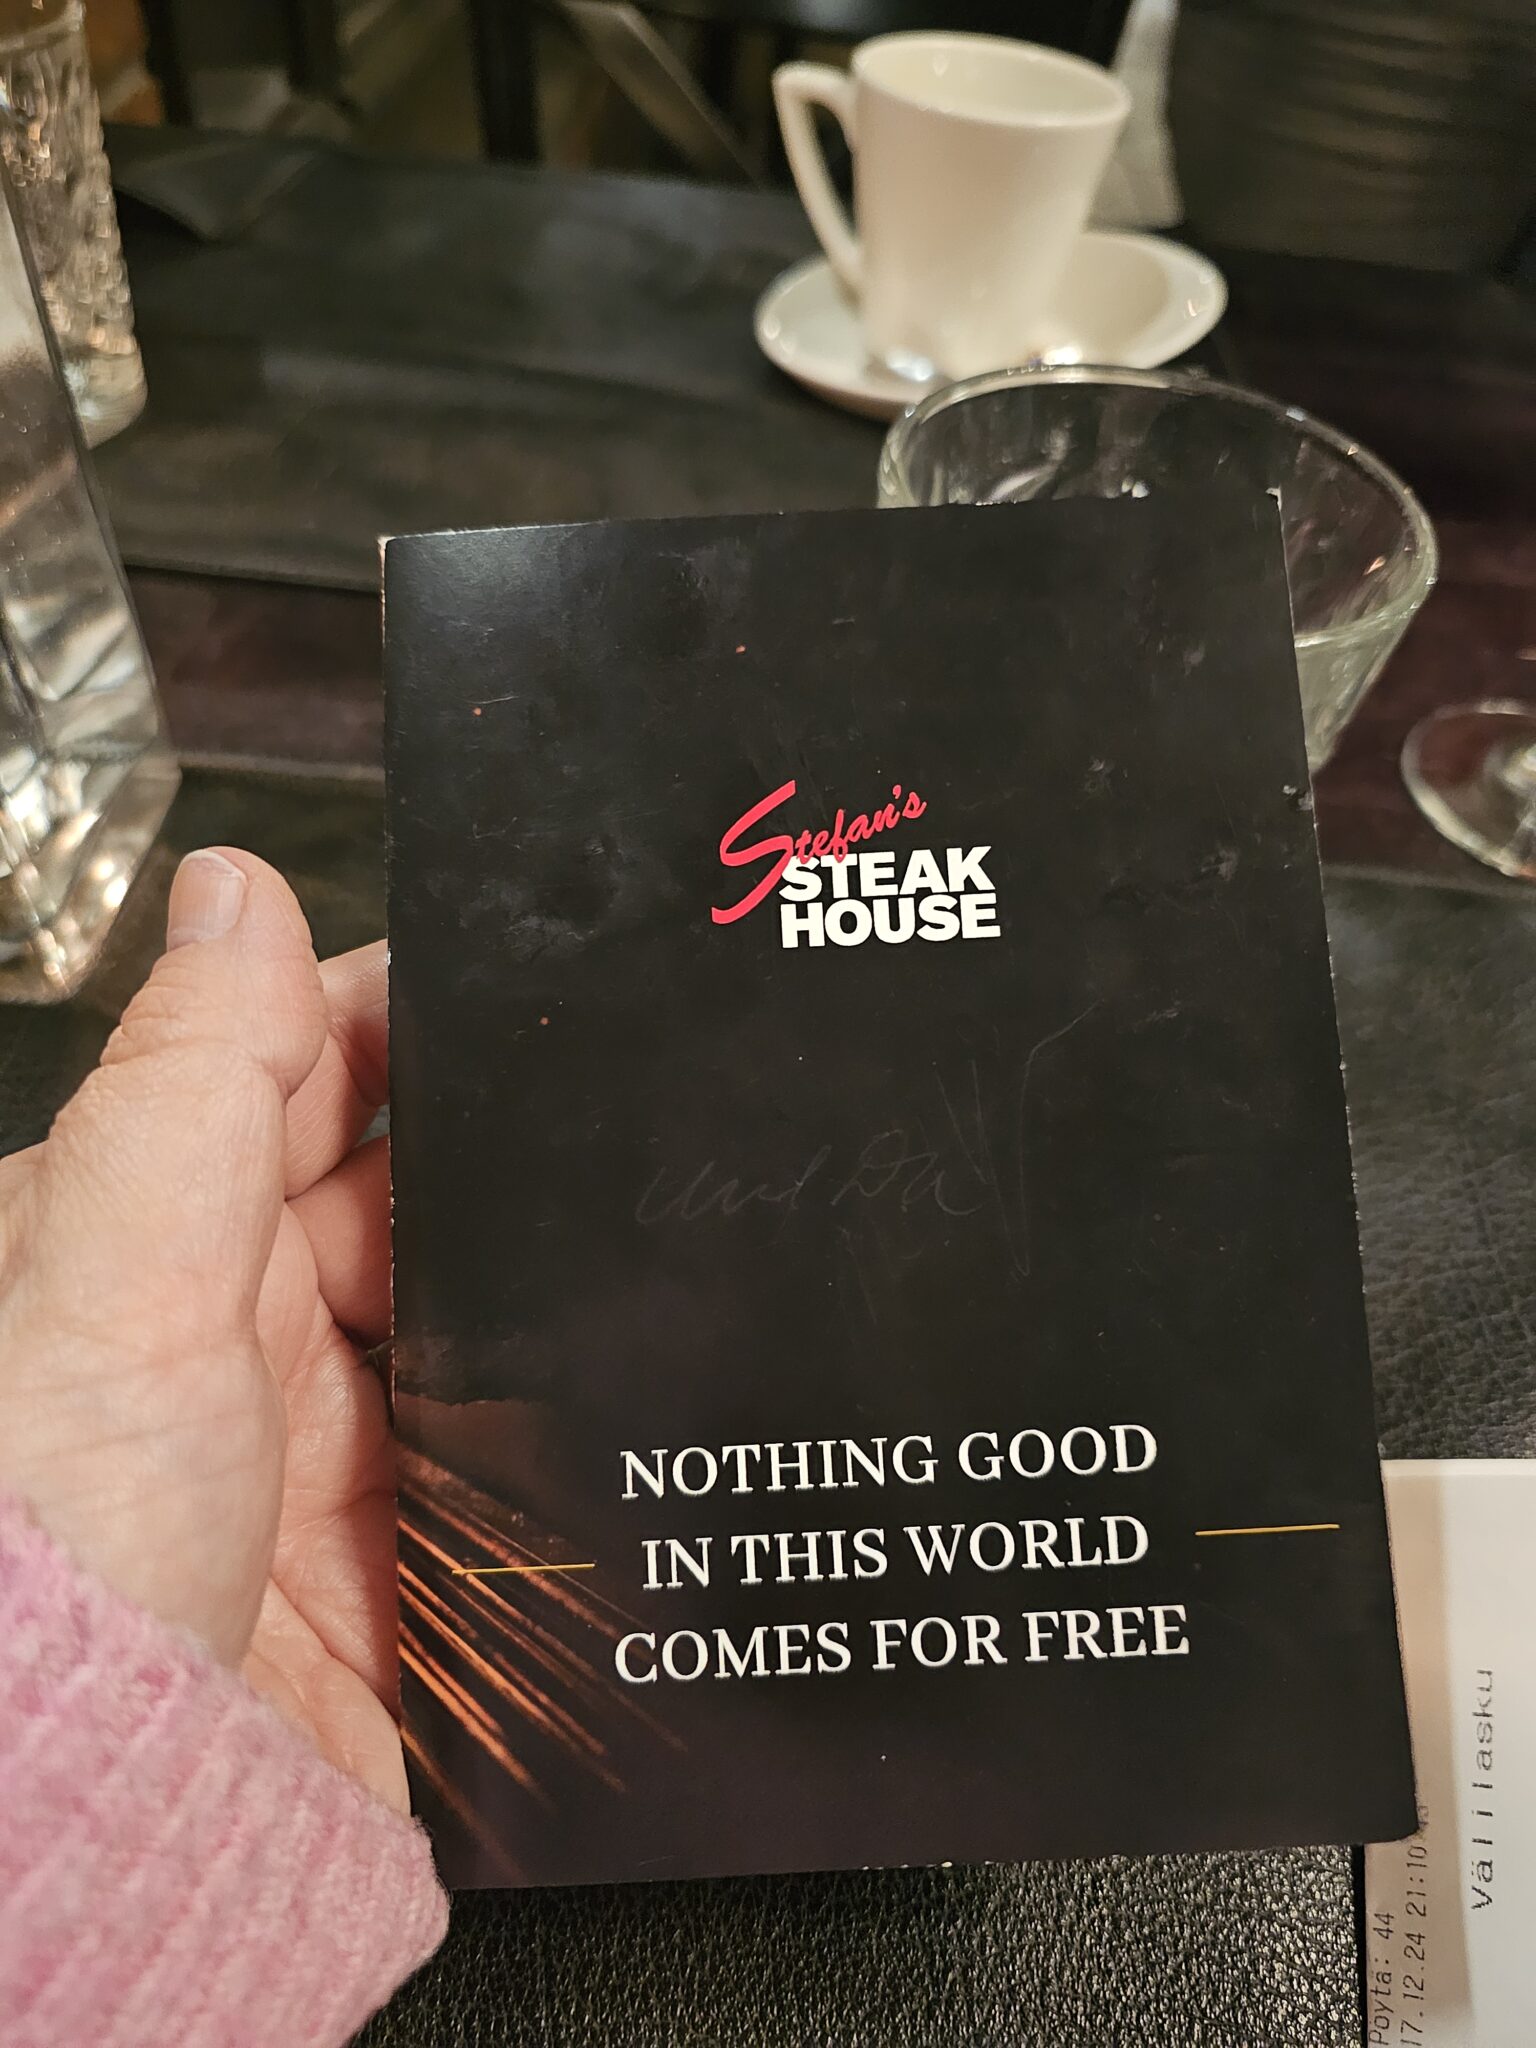 Stefan's
STEAK
HOUSE
NOTHING GOOD
IN THIS WORLD
COMES FOR FREE
Välilasku
Pöytä: 44
17.12.24 21:10